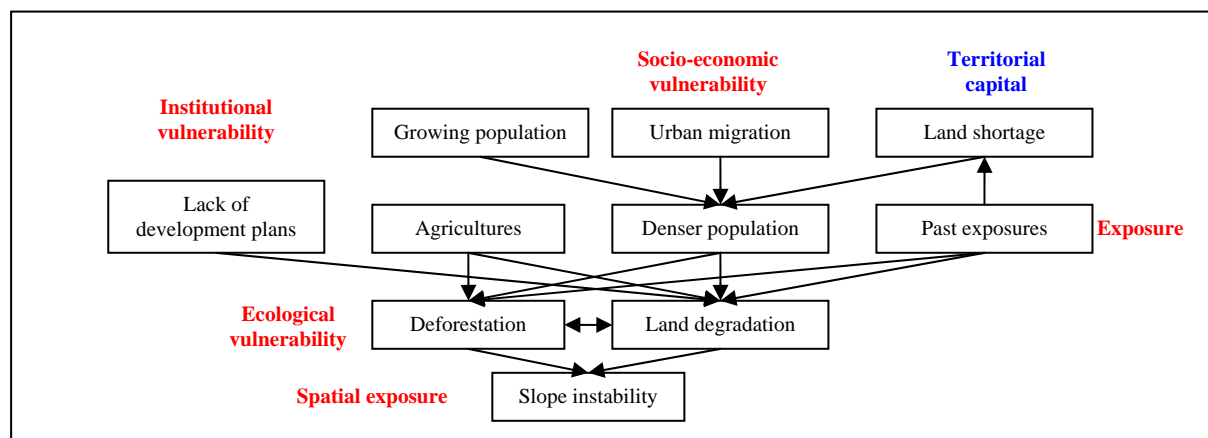 Socio-economic
vulnerability
Territorial
capital
Institutional
vulnerability
Growing population
Urban migration
Land shortage
Lack of
development plans
Agricultures
Denser population
Past exposures
Exposure
Ecological
vulnerability
Deforestation
Land degradation
Spatial exposure
Slope instability